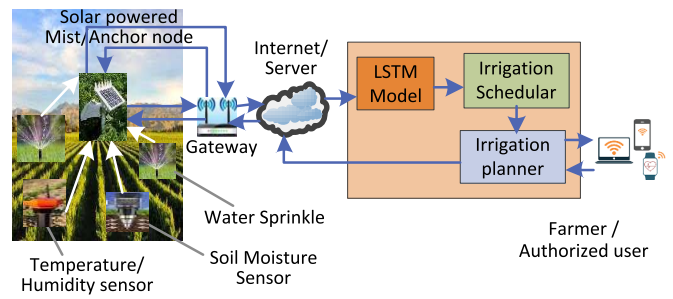 Solar powered
Mist/Anchor node
Internet/
Server
LSTM
Model
Irrigation
Schedular
Irrigation
planner
Gateway
Water Sprinkle
Soil Moisture
Sensor
Temperature/
Humidity sensor
Farmer /
Authorized user